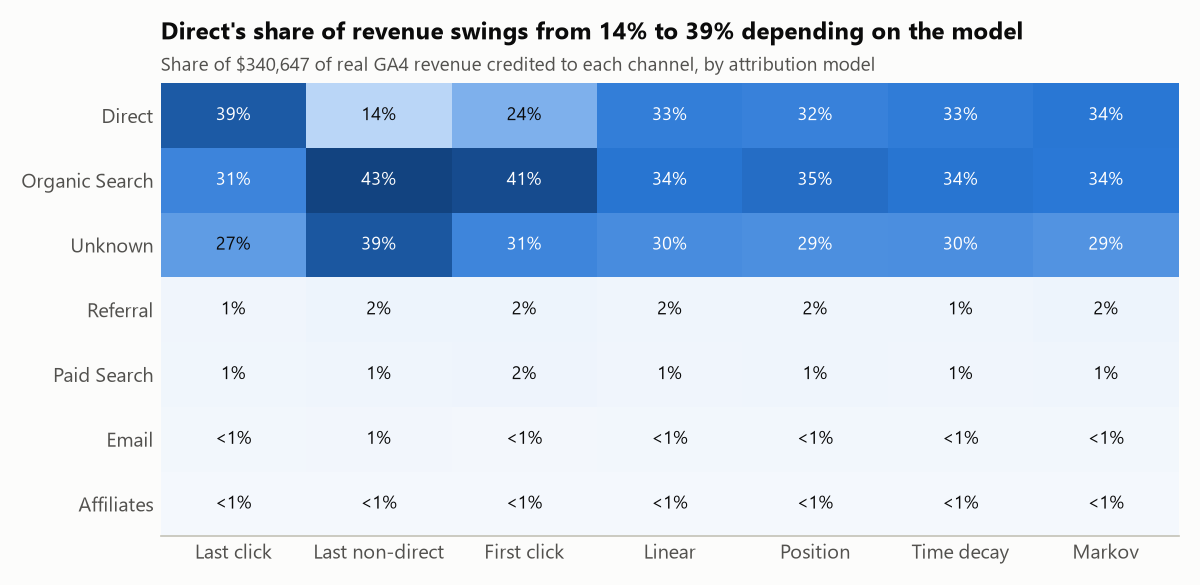 Direct's share of revenue swings from 14% to 39% depending on the model
Share of $340,647 of real GA4 revenue credited to each channel, by attribution model
Direct 39% 14% 24% 33% 32% 33% 34%
Organic Search 31% 43% 41% 34% 35% 34% 34%
Unknown 27% 39% 31% 30% 29% 30% 29%
Referral 1% 2% 2% 2% 2% 1% 2%
Paid Search 1% 1% 2% 1% 1% 1% 1%
Email <1% 1% <1% <1% <1% <1% <1%
Affiliates <1% <1% <1% <1% <1% <1% <1%
Last click Last non-direct First click Linear Position Time decay Markov